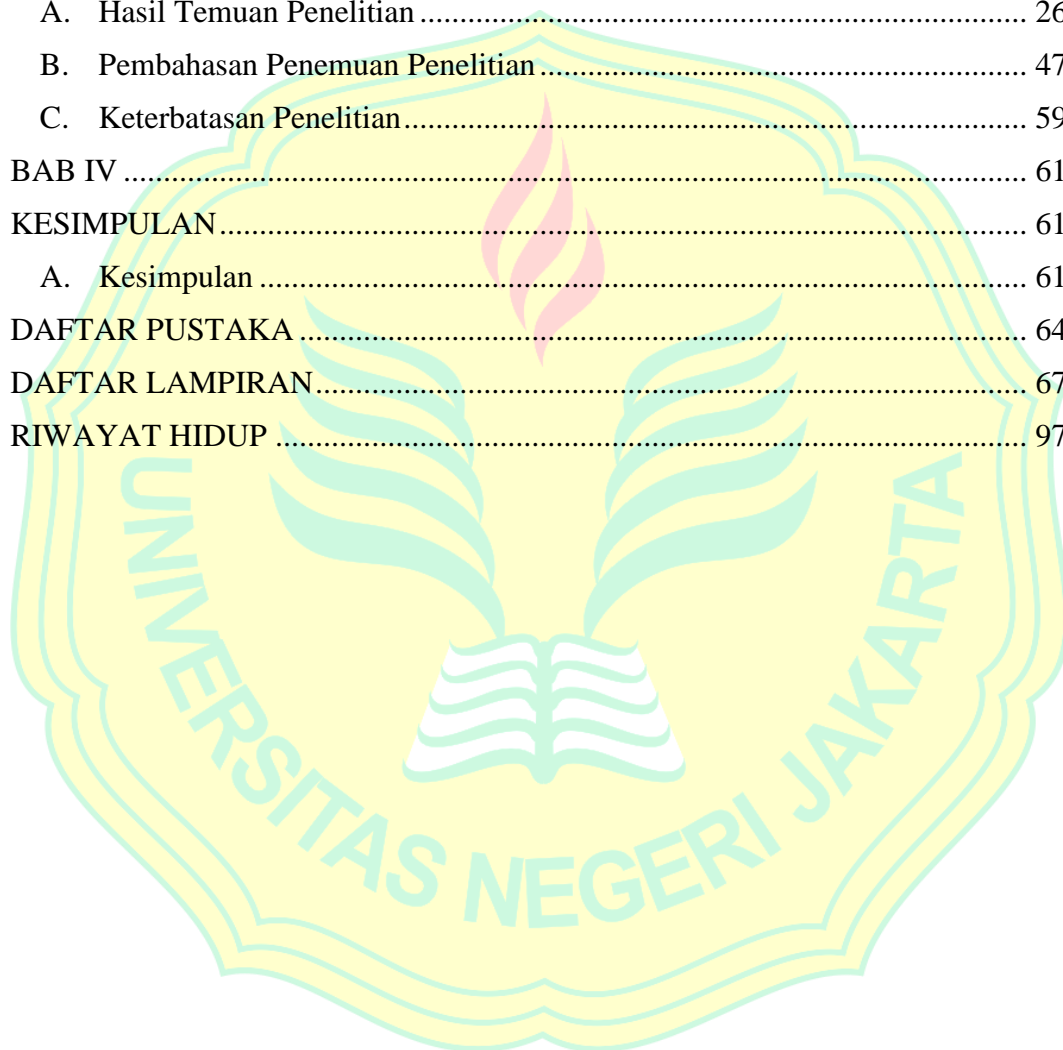 A. Hasil Temuan Penelitian ........................................................................... 26
B. Pembahasan Penemuan Penelitian ............................................................ 47
C. Keterbatasan Penelitian ............................................................................. 59
BAB IV ................................................................................................................ 61
KESIMPULAN .................................................................................................... 61
A. Kesimpulan ............................................................................................... 61
DAFTAR PUSTAKA .......................................................................................... 64
DAFTAR LAMPIRAN ........................................................................................ 67
RIWAYAT HIDUP ............................................................................................. 97
UNIVERSITAS NEGERI JAKARTA